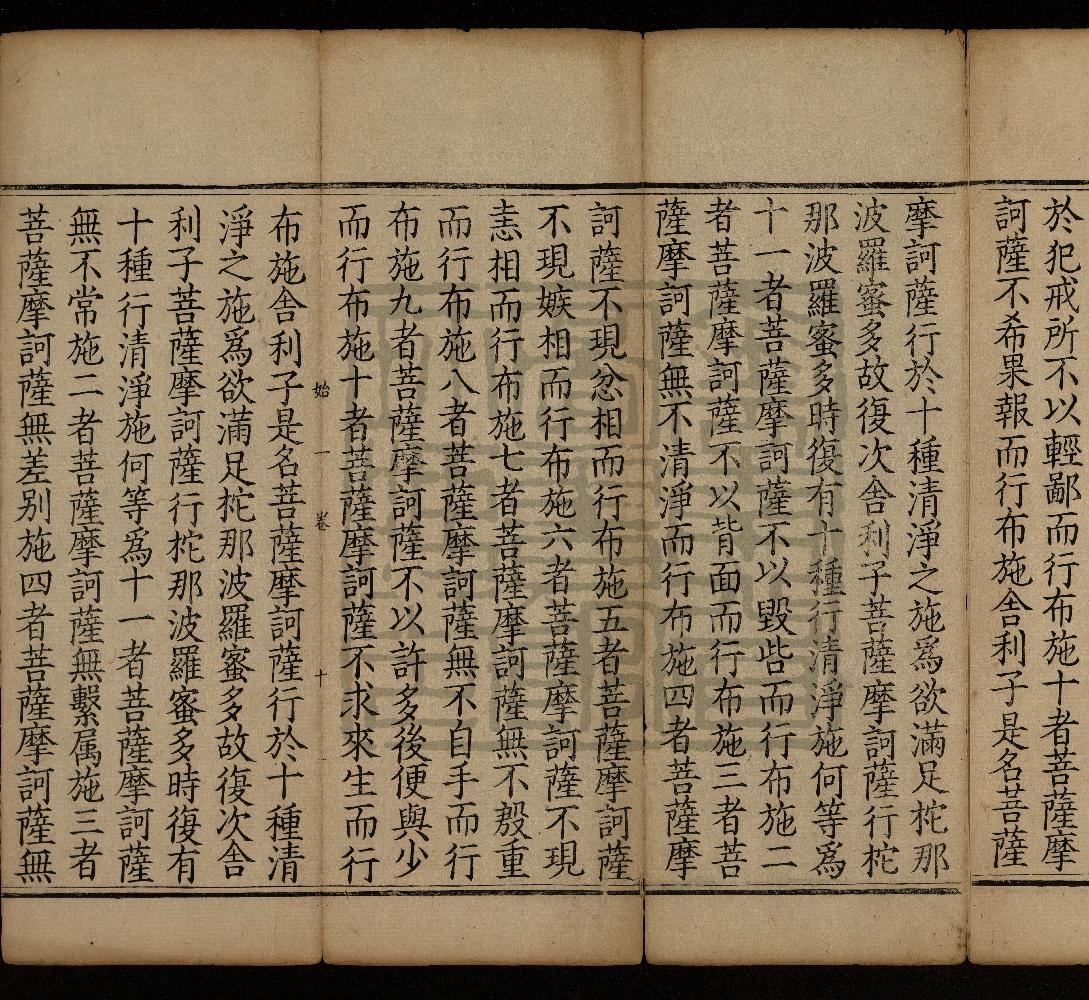 於犯戒所不以輕鄙而行布施十者菩薩摩
訶薩不希果報而行布施舍利子是名菩薩
摩訶薩行於十種清淨之施爲欲滿足柁那
波羅蜜多故復次舍利子菩薩摩訶薩行柁
那波羅蜜多時復有十種行清淨施何等爲
十一者菩薩摩訶薩不以毀呰而行布施二
者菩薩摩訶薩不以背面而行布施三者菩
薩摩訶薩無不清淨而行布施四者菩薩摩
訶薩不現忿相而行布施五者菩薩摩訶薩
不現嫉相而行布施六者菩薩摩訶薩不現
恚相而行布施七者菩薩摩訶薩無不殷重
而行布施八者菩薩摩訶薩無不自手而行
布施九者菩薩摩訶薩不以許多後便與少
而行布施十者菩薩摩訶薩不求來生而行
始一 卷 十
布施舍利子是名菩薩摩訶薩行於十種清
淨之施爲欲滿足柁那波羅蜜多故復次舍
利子菩薩摩訶薩行柁那波羅蜜多時復有
十種行清淨施何等爲十一者菩薩摩訶薩
無不常施二者菩薩摩訶薩無繫属施三者
菩薩摩訶薩無差别施四者菩薩摩訶薩無